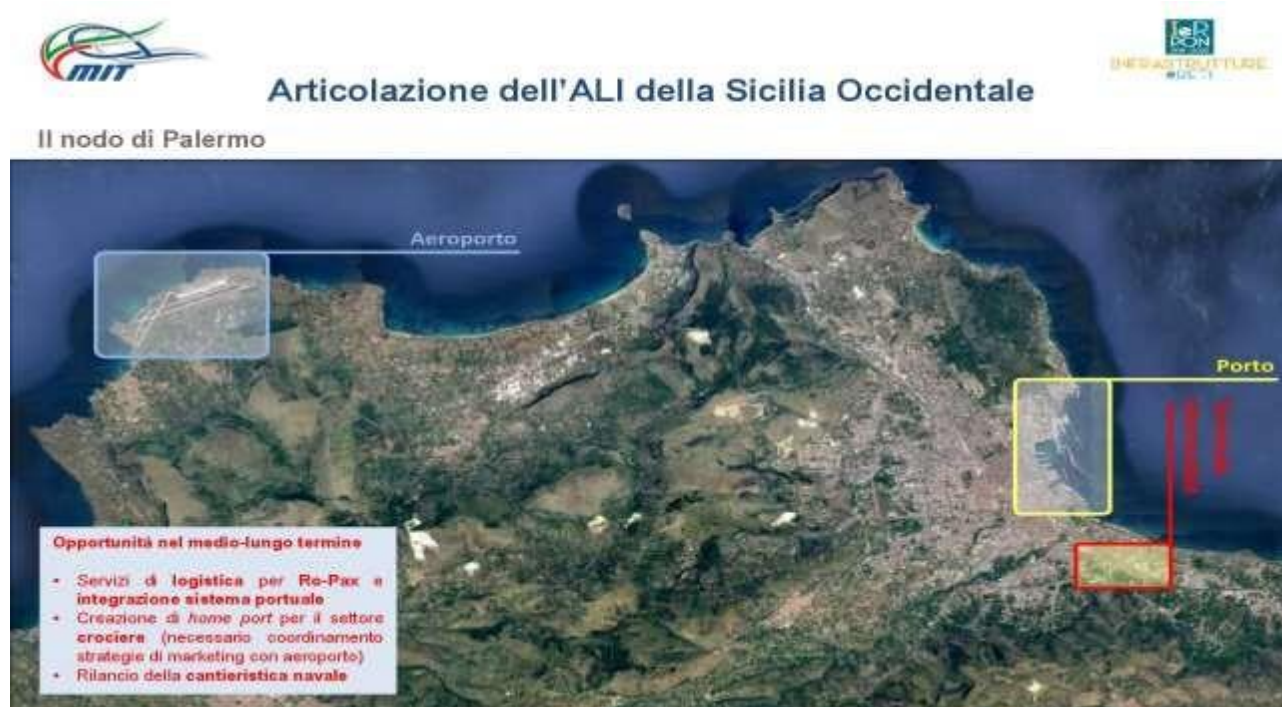 MIT
PON
INFRASTRUTTURE
Articolazione dell'ALI della Sicilia Occidentale
Il nodo di Palermo
Aeroporto
Porto
Opportunità nel medio-lungo termine
• Servizi di logistica per Ro-Pax e
integrazione sistema portuale
• Creazione di home port per il settore
crociere (necessario coordinamento
strategie di marketing con aeroporto)
• Rilancio della cantieristica navale